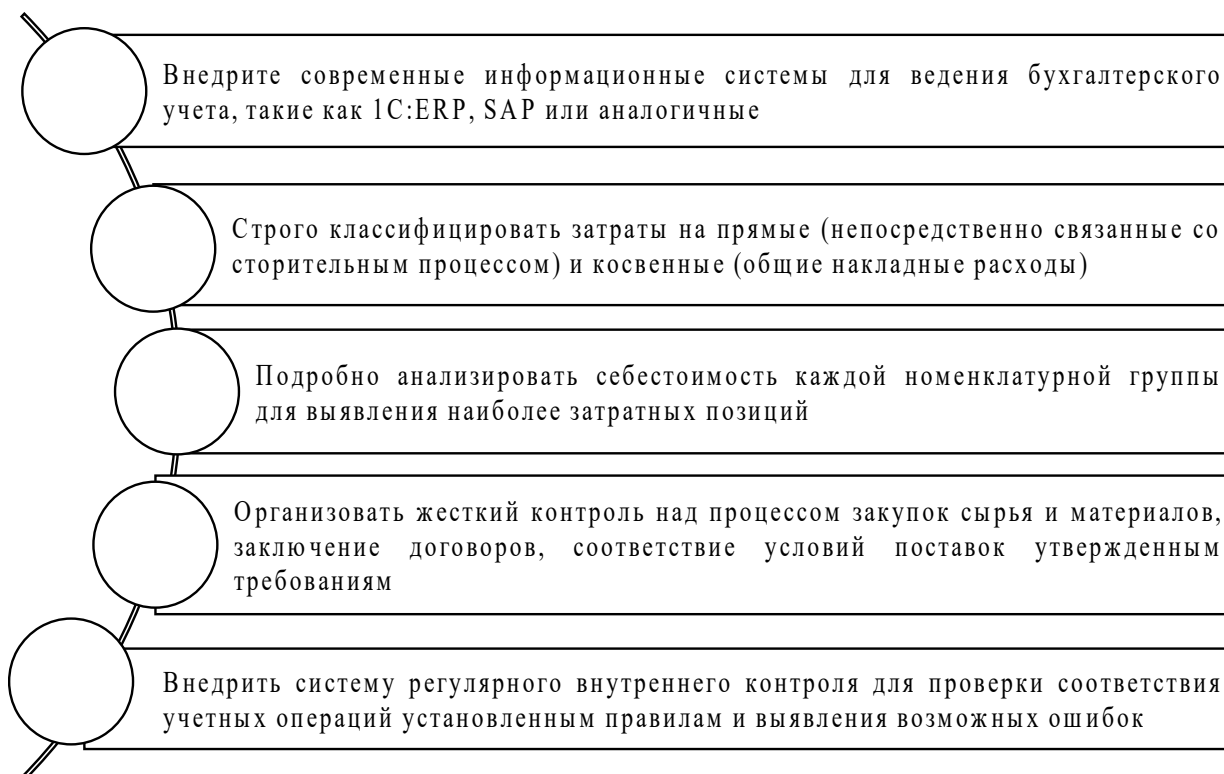 Внедрите современные информационные системы для ведения бухгалтерского
учета, такие как 1С:ERP, SAP или аналогичные
Строго классифицировать затраты на прямые (непосредственно связанные со
сторительным процессом) и косвенные (общие накладные расходы)
Подробно анализировать себестоимость каждой номенклатурной группы
для выявления наиболее затратных позиций
Организовать жесткий контроль над процессом закупок сырья и материалов,
заключение договоров, соответствие условий поставок утвержденным
требованиям
Внедрить систему регулярного внутреннего контроля для проверки соответствия
учетных операций установленным правилам и выявления возможных ошибок